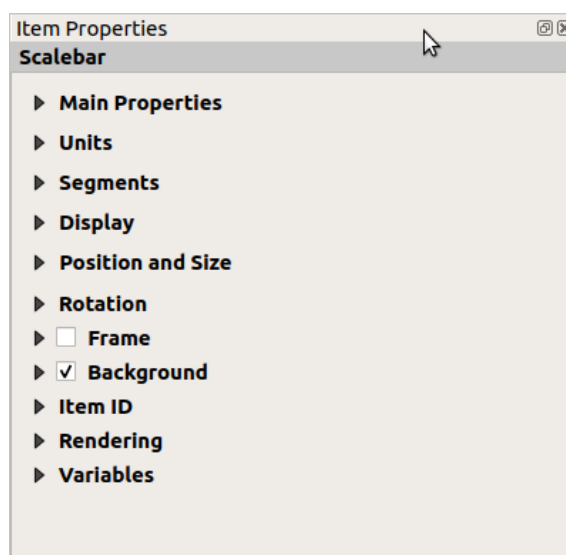 Item Properties
Scalebar
Main Properties
Units
Segments
Display
Position and Size
Rotation
Frame
Background
Item ID
Rendering
Variables